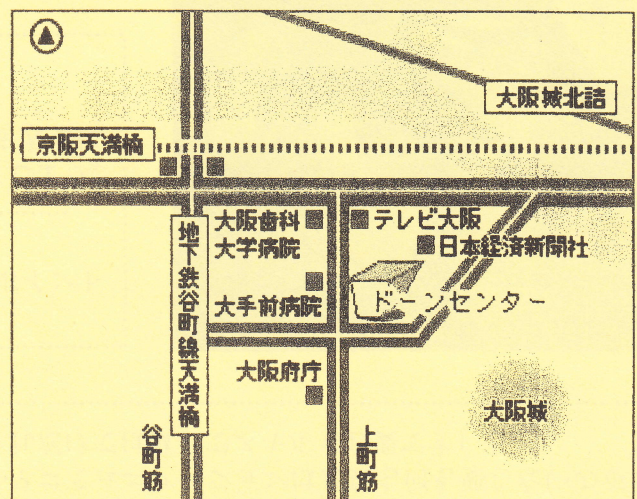 大阪城北詰
京阪天満橋
地下鉄谷町線天満橋
大阪歯科
大学病院
テレビ大阪
日本経済新聞社
大手前病院
ドーンセンター
大阪府庁
大阪城
谷町筋
上町筋